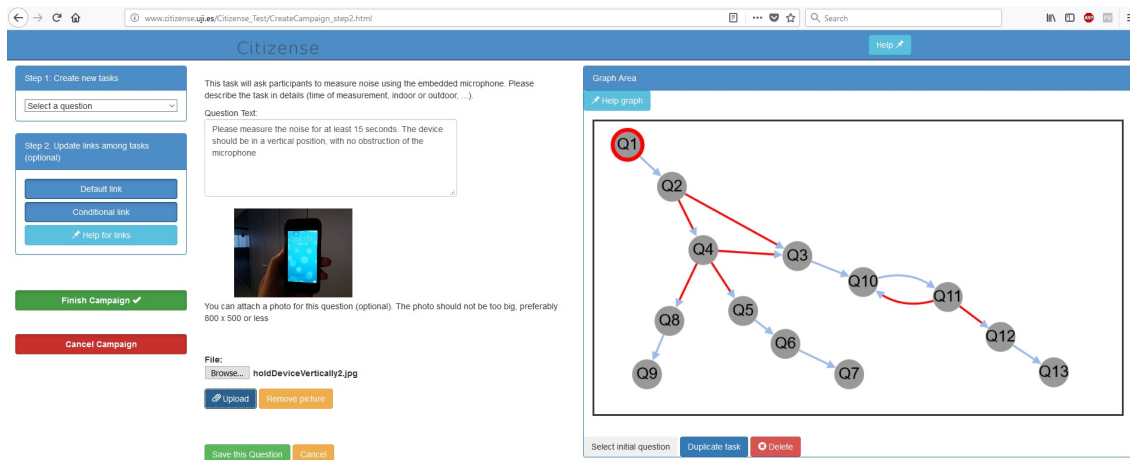 www.citizense.uji.es/Citizense_Test/CreateCampaign_step2.html
Search
Citizense
Help
Step 1: Create new tasks
Select a question
Step 2. Update links among tasks
(optional)
Default link
Conditional link
Help for links
Finish Campaign
Cancel Campaign
This task will ask participants to measure noise using the embedded microphone. Please
describe the task in details (time of measurement, indoor or outdoor, ...).
Question Text:
Please measure the noise for at least 15 seconds. The device
should be in a vertical position, with no obstruction of the
microphone
You can attach a photo for this question (optional). The photo should not be too big, preferably
800 x 500 or less
File:
Browse... holdDeviceVertically2.jpg
Upload
Remove picture
Save this Question
Cancel
Graph Area
Help graph
Q1
Q2
Q4
Q3
Q10
Q11
Q8
Q5
Q12
Q6
Q9
Q7
Q13
Select initial question
Duplicate task
Delete